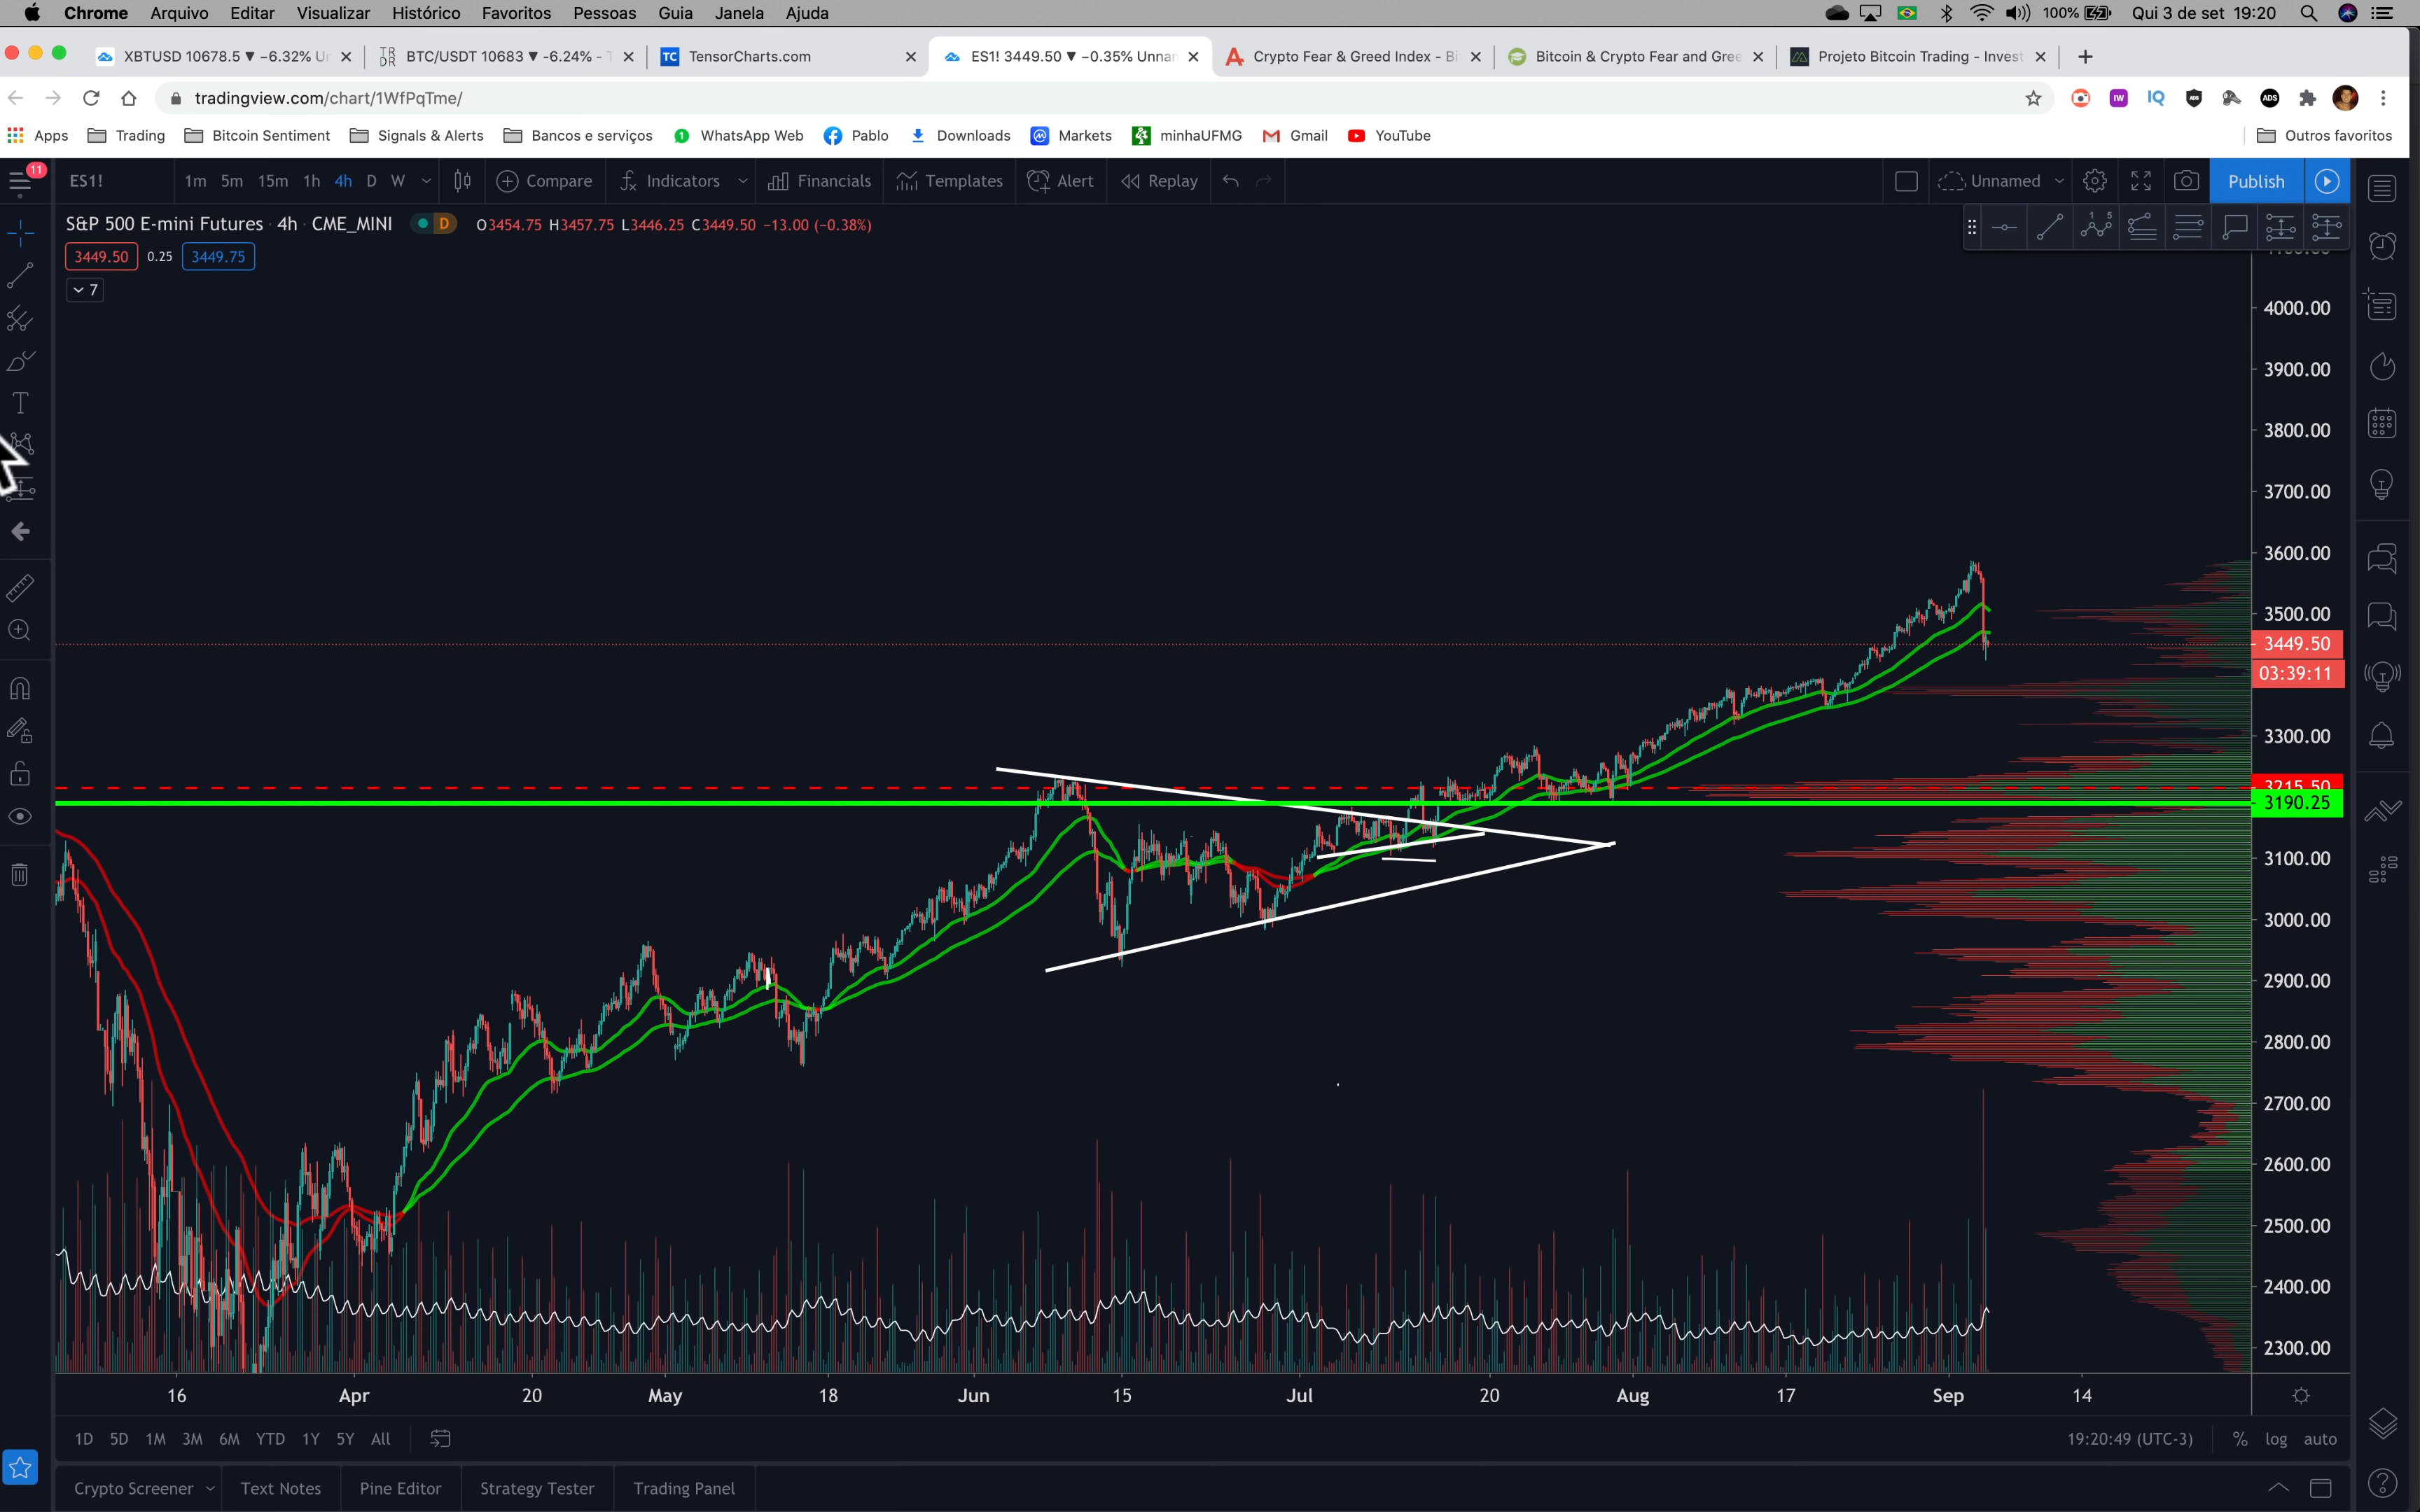 Chrome Arquivo Editar Visualizar Histórico Favoritos Pessoas Guia Janela Ajuda 100% Qui 3 de set 19:20
XBTUSD 10678.5 ▼ −6.32% BTC/USDT 10683 ▼ -6.24% - TC TensorCharts.com ES1! 3449.50 ▼ −0.35% Unnar Crypto Fear & Greed Index - Bi Bitcoin & Crypto Fear and Gree Projeto Bitcoin Trading - Invest
tradingview.com/chart/1WfPqTme/
Apps Trading Bitcoin Sentiment Signals & Alerts Bancos e serviços WhatsApp Web Pablo Downloads Markets minhaUFMG Gmail YouTube Outros favoritos
11
ES1! 1m 5m 15m 1h 4h D W Compare Indicators Financials Templates Alert Replay Unnamed Publish
S&P 500 E-mini Futures · 4h · CME_MINI D O3454.75 H3457.75 L3446.25 C3449.50 −13.00 (−0.38%)
3449.50 0.25 3449.75
7
4000.00
3900.00
3800.00
3700.00
3600.00
3500.00
3449.50
03:39:11
3300.00
3215.50
3190.25
3100.00
3000.00
2900.00
2800.00
2700.00
2600.00
2500.00
2400.00
2300.00
16 Apr 20 May 18 Jun 15 Jul 20 Aug 17 Sep 14
1D 5D 1M 3M 6M YTD 1Y 5Y All 19:20:49 (UTC-3) % log auto
Crypto Screener Text Notes Pine Editor Strategy Tester Trading Panel